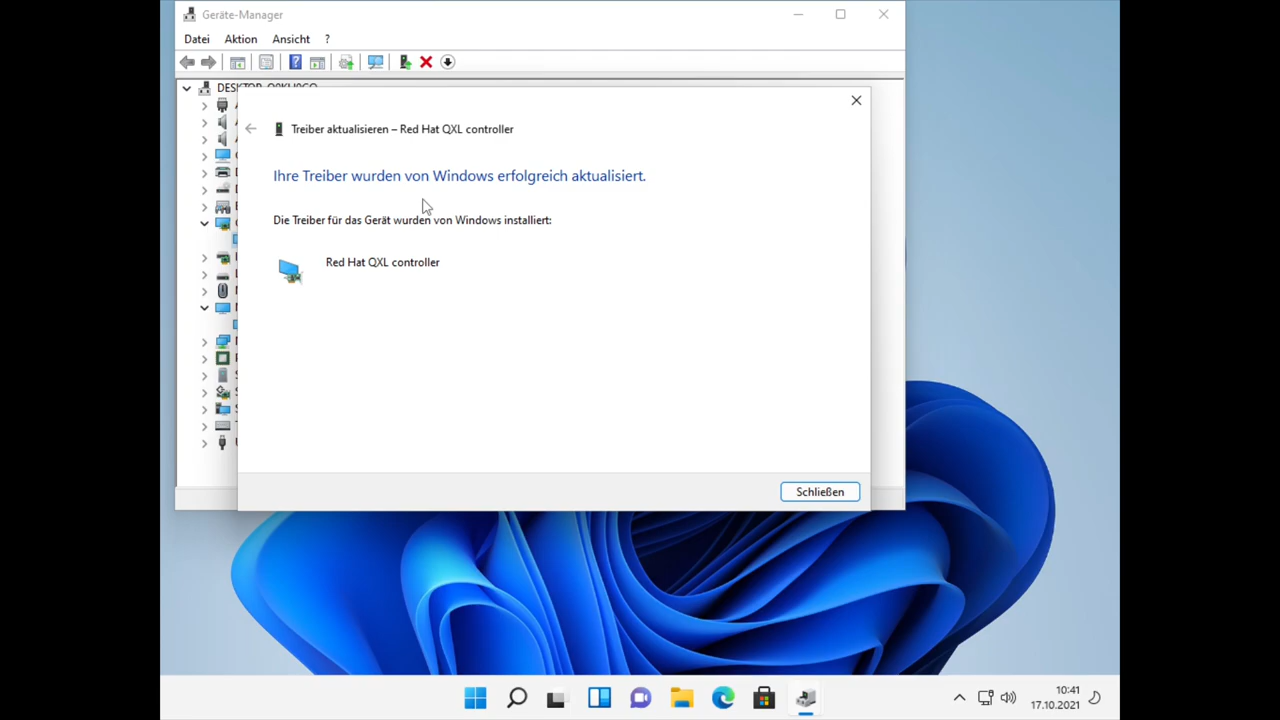 Geräte-Manager
Datei Aktion Ansicht ?
Treiber aktualisieren – Red Hat QXL controller
Ihre Treiber wurden von Windows erfolgreich aktualisiert.
Die Treiber für das Gerät wurden von Windows installiert:
Red Hat QXL controller
Schließen
10:41
17.10.2021